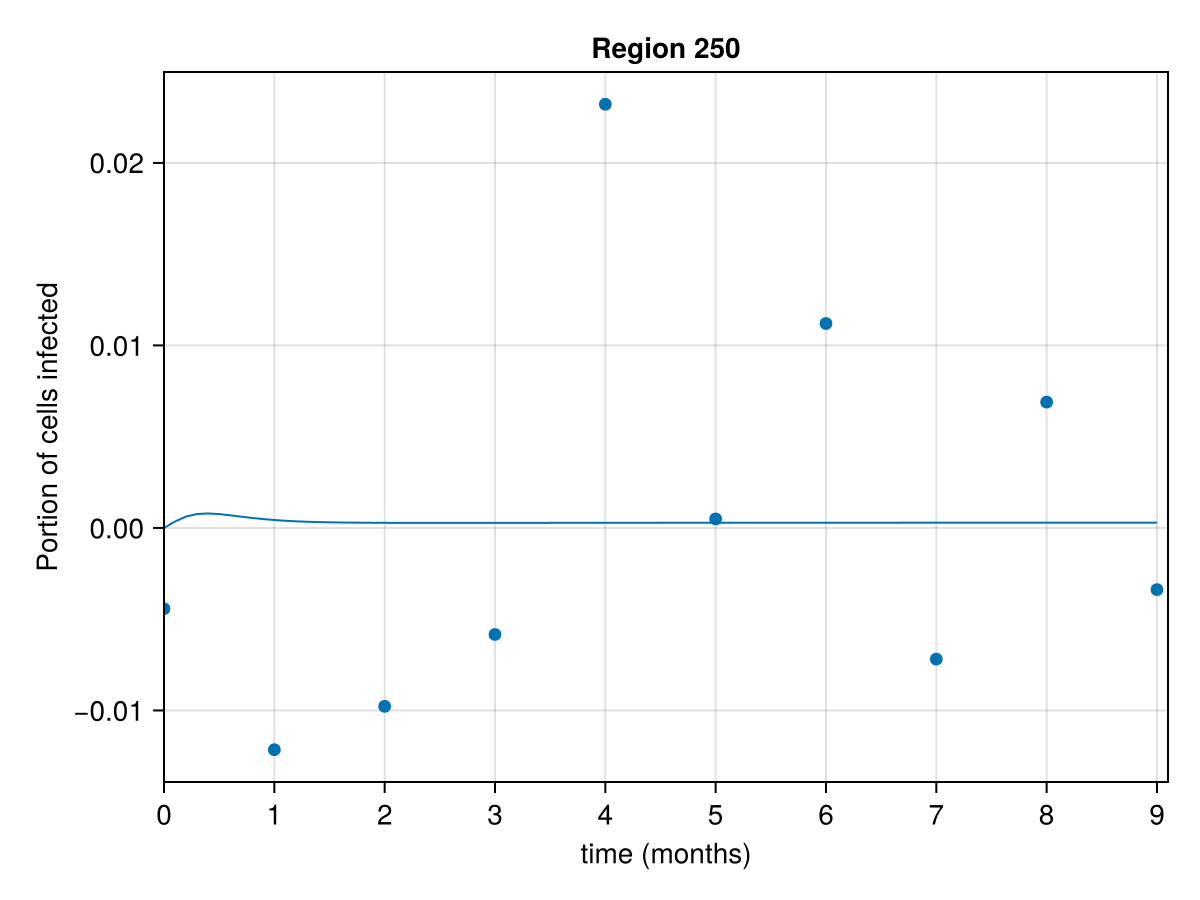 Region 250
Portion of cells infected
0.02
0.01
0.00
−0.01
0 1 2 3 4 5 6 7 8 9
time (months)